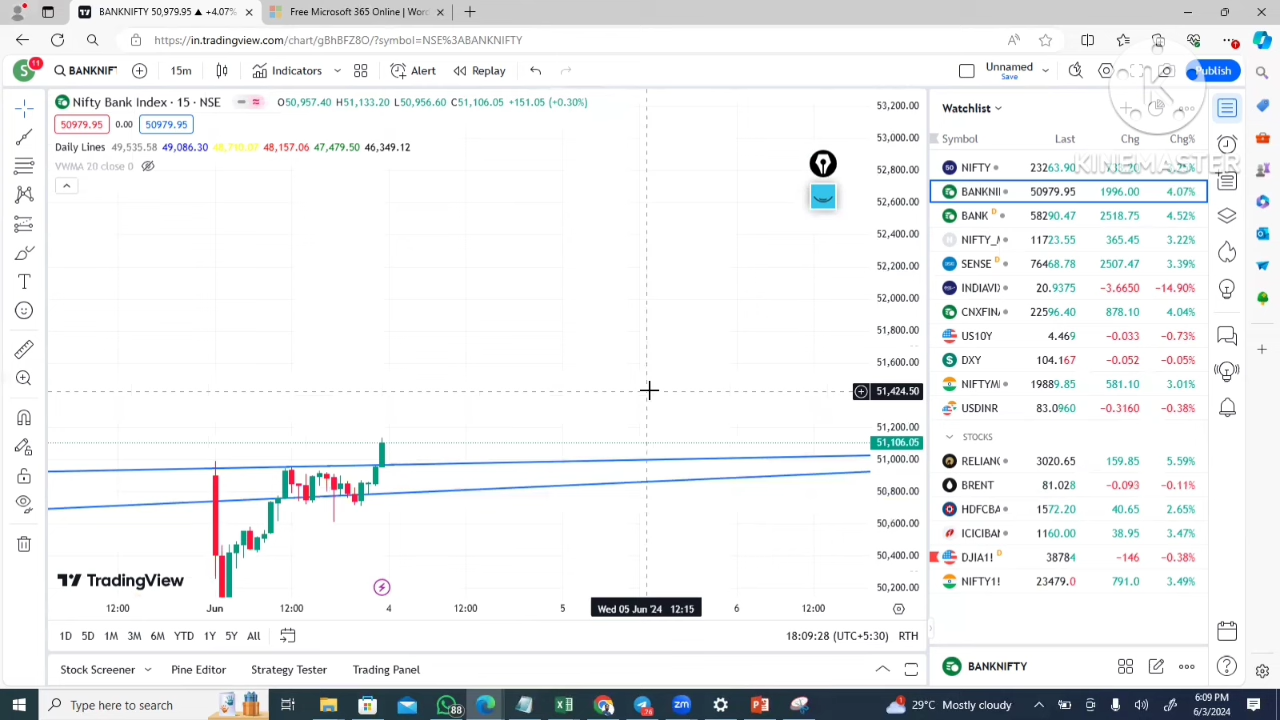 BANKNIFTY 50979.95 ▲ +4.07%
Free Microsoft 365 Online | Word
https://in.tradingview.com/chart/gBhBFZ8O/?symbol=NSE%3ABANKNIFTY
S 11 BANKNIFT 15m Indicators Alert Replay Unnamed Save Publish
Nifty Bank Index · 15 · NSE O50,957.40 H51,133.20 L50,956.60 C51,106.05 +151.05 (+0.30%)
50979.95 0.00 50979.95
Daily Lines 49,535.58 49,086.30 48,710.07 48,157.06 47,479.50 46,349.12
VWMA 20 close 0
53,200.00
53,000.00
52,800.00
52,600.00
52,400.00
52,200.00
52,000.00
51,800.00
51,600.00
51,424.50
51,200.00
51,106.05
51,000.00
50,800.00
50,600.00
50,400.00
50,200.00
TradingView
12:00 Jun 12:00 4 12:00 5 Wed 05 Jun '24 12:15 6 12:00
1D 5D 1M 3M 6M YTD 1Y 5Y All 18:09:28 (UTC+5:30) RTH
Stock Screener Pine Editor Strategy Tester Trading Panel
Watchlist
KINEMASTER
Symbol Last Chg Chg%
NIFTY 23263.90
BANKNI 50979.95 1996.00 4.07%
BANK D 58290.47 2518.75 4.52%
NIFTY_ 11723.55 365.45 3.22%
SENSE D 76468.78 2507.47 3.39%
INDIAVI 20.9375 −3.6650 −14.90%
CNXFIN 22596.40 878.10 4.04%
US10Y 4.469 −0.033 −0.73%
DXY 104.167 −0.052 −0.05%
NIFTYM 19889.85 581.10 3.01%
USDINR 83.0960 −0.3160 −0.38%
STOCKS
RELIANC 3020.65 159.85 5.59%
BRENT 81.028 −0.093 −0.11%
HDFCBA 1572.20 40.65 2.65%
ICICIBAN 1160.00 38.95 3.47%
DJIA1! D 38784 −146 −0.38%
NIFTY1! 23479.0 791.0 3.49%
BANKNIFTY
Type here to search
88
76
29°C Mostly cloudy
6:09 PM
6/3/2024